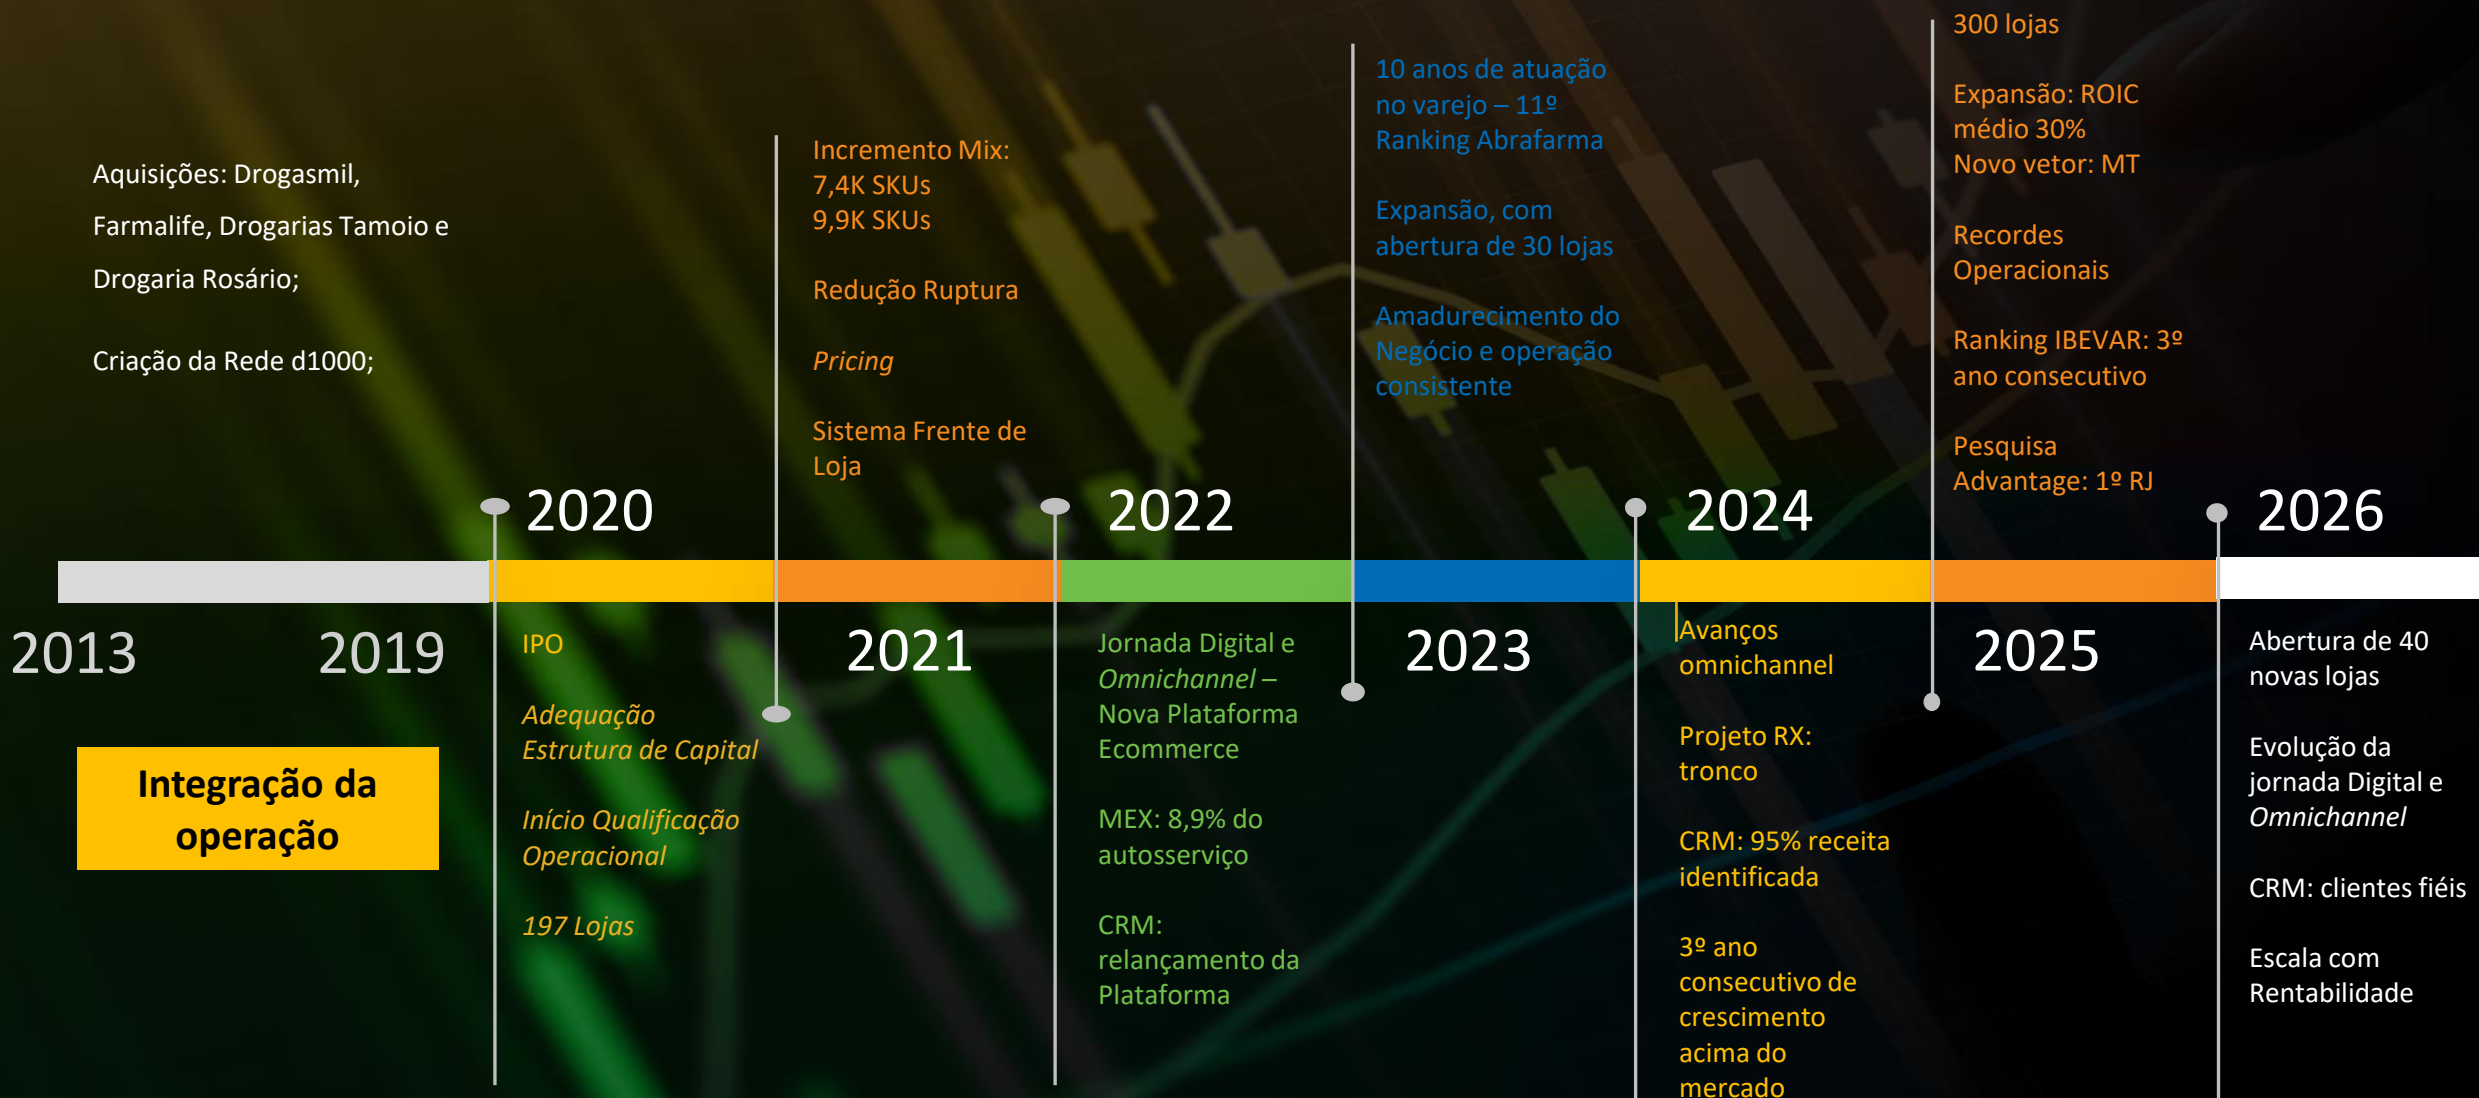 Aquisições: Drogasmil,
Farmalife, Drogarias Tamoio e
Drogaria Rosário;
Criação da Rede d1000;
2013
2019
Integração da
operação
2020
IPO
Adequação
Estrutura de Capital
Início Qualificação
Operacional
197 Lojas
Incremento Mix:
7,4K SKUs
9,9K SKUs
Redução Ruptura
Pricing
Sistema Frente de
Loja
2021
2022
Jornada Digital e
Omnichannel –
Nova Plataforma
Ecommerce
MEX: 8,9% do
autosserviço
CRM:
relançamento da
Plataforma
10 anos de atuação
no varejo – 11º
Ranking Abrafarma
Expansão, com
abertura de 30 lojas
Amadurecimento do
Negócio e operação
consistente
2023
2024
Avanços
omnichannel
Projeto RX:
tronco
CRM: 95% receita
identificada
3º ano
consecutivo de
crescimento
acima do
mercado
300 lojas
Expansão: ROIC
médio 30%
Novo vetor: MT
Recordes
Operacionais
Ranking IBEVAR: 3º
ano consecutivo
Pesquisa
Advantage: 1º RJ
2025
2026
Abertura de 40
novas lojas
Evolução da
jornada Digital e
Omnichannel
CRM: clientes fiéis
Escala com
Rentabilidade